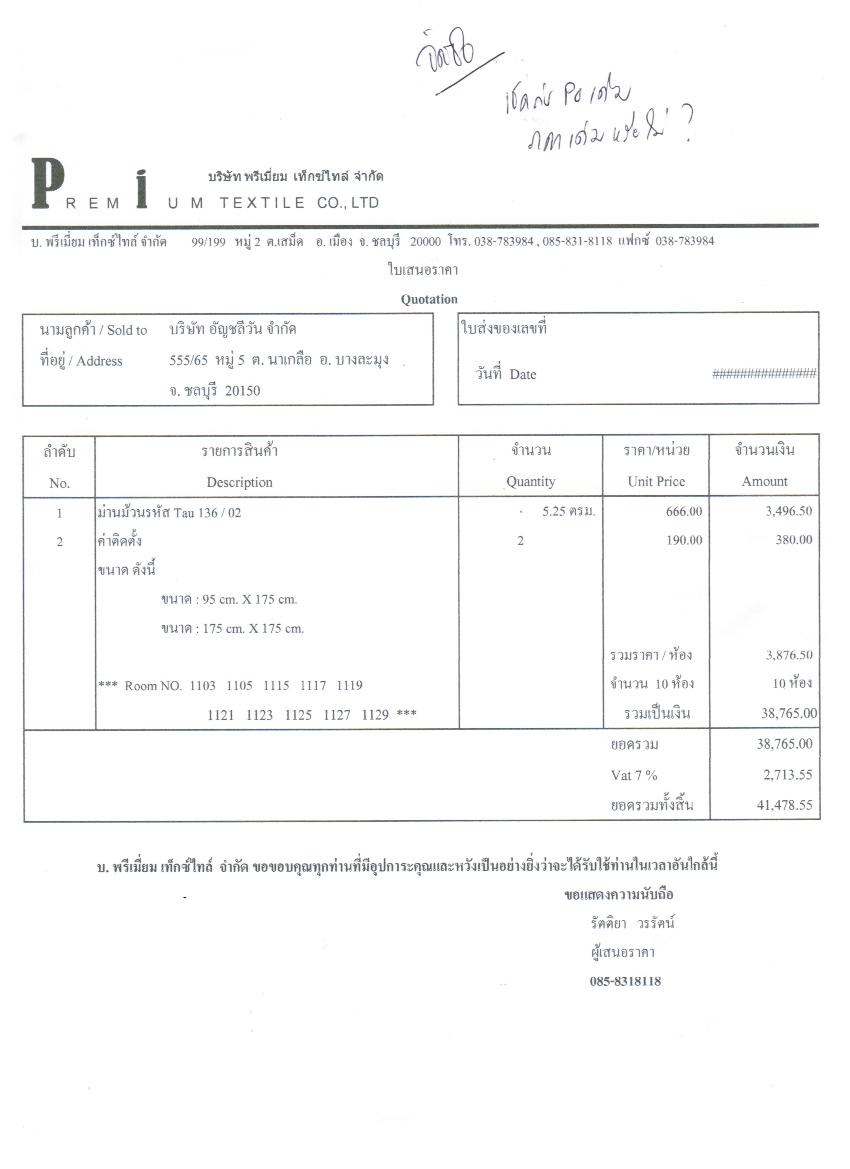 จัดซื้อ
เช็คกับ PO เดิม
ราคาเดิม หรือไม่ ?
บริษัท พรีเมี่ยม เท็กซ์ไทล์ จำกัด
PREMiUM TEXTILE CO., LTD
บ. พรีเมี่ยม เท็กซ์ไทล์ จำกัด 99/199 หมู่ 2 ต.เสม็ด อ. เมือง จ. ชลบุรี 20000 โทร. 038-783984 , 085-831-8118 แฟกซ์ 038-783984
ใบเสนอราคา
Quotation
นามลูกค้า / Sold to บริษัท อัญชลีวัน จำกัด
ที่อยู่ / Address 555/65 หมู่ 5 ต. นาเกลือ อ. บางละมุง
จ. ชลบุรี 20150
ใบส่งของเลขที่
วันที่ Date ###############
ลำดับ รายการสินค้า จำนวน ราคา/หน่วย จำนวนเงิน
No. Description Quantity Unit Price Amount
1 ม่านม้วนรหัส Tau 136 / 02 5.25 ตรม. 666.00 3,496.50
2 ค่าติดตั้ง 2 190.00 380.00
ขนาด ดังนี้
ขนาด : 95 cm. X 175 cm.
ขนาด : 175 cm. X 175 cm.
รวมราคา / ห้อง 3,876.50
*** Room NO. 1103 1105 1115 1117 1119 จำนวน 10 ห้อง 10 ห้อง
1121 1123 1125 1127 1129 *** รวมเป็นเงิน 38,765.00
ยอดรวม 38,765.00
Vat 7 % 2,713.55
ยอดรวมทั้งสิ้น 41,478.55
บ. พรีเมี่ยม เท็กซ์ไทล์ จำกัด ขอขอบคุณทุกท่านที่มีอุปการะคุณและหวังเป็นอย่างยิ่งว่าจะได้รับใช้ท่านในเวลาอันใกล้นี้
ขอแสดงความนับถือ
รัตติยา วรรัตน์
ผู้เสนอราคา
085-8318118